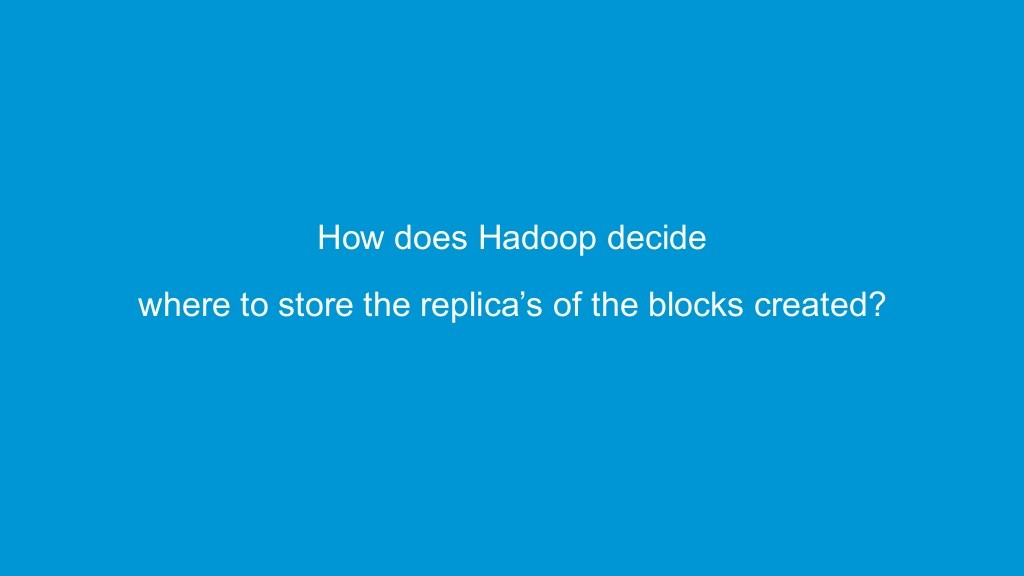 How does Hadoop decide
where to store the replica’s of the blocks created?